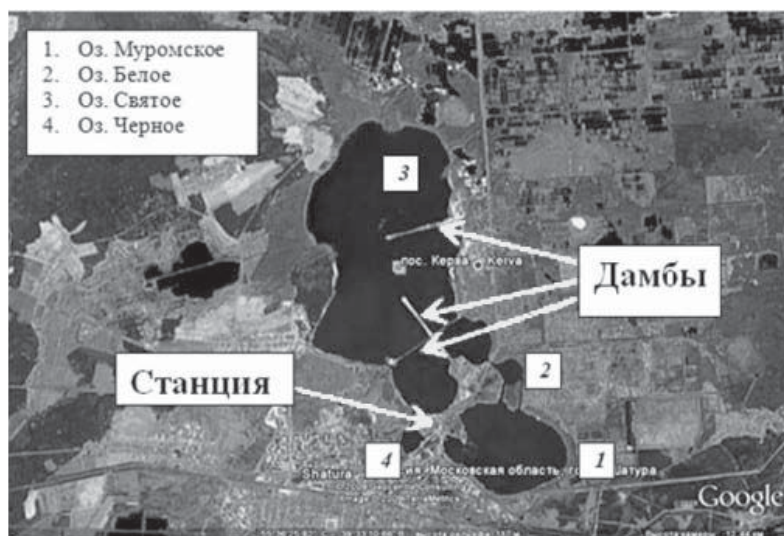 1. Оз. Муромское
2. Оз. Белое
3. Оз. Святое
4. Оз. Черное
3
пос. Керва Kerva
Дамбы
Станция
2
4
1
Shatura
Московская область, Шатура
Google